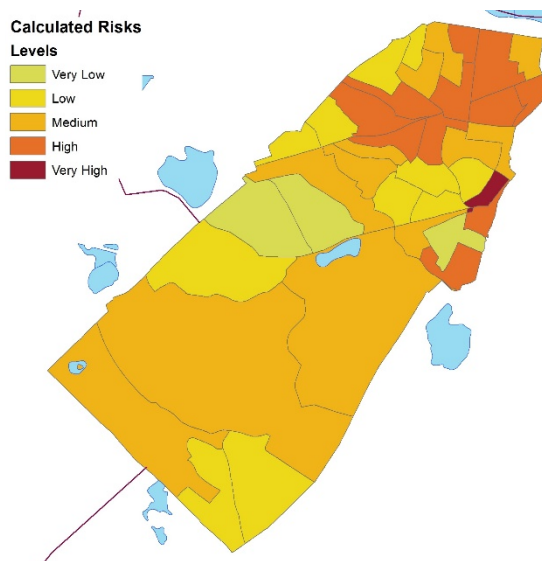 Calculated Risks
Levels
Very Low
Low
Medium
High
Very High